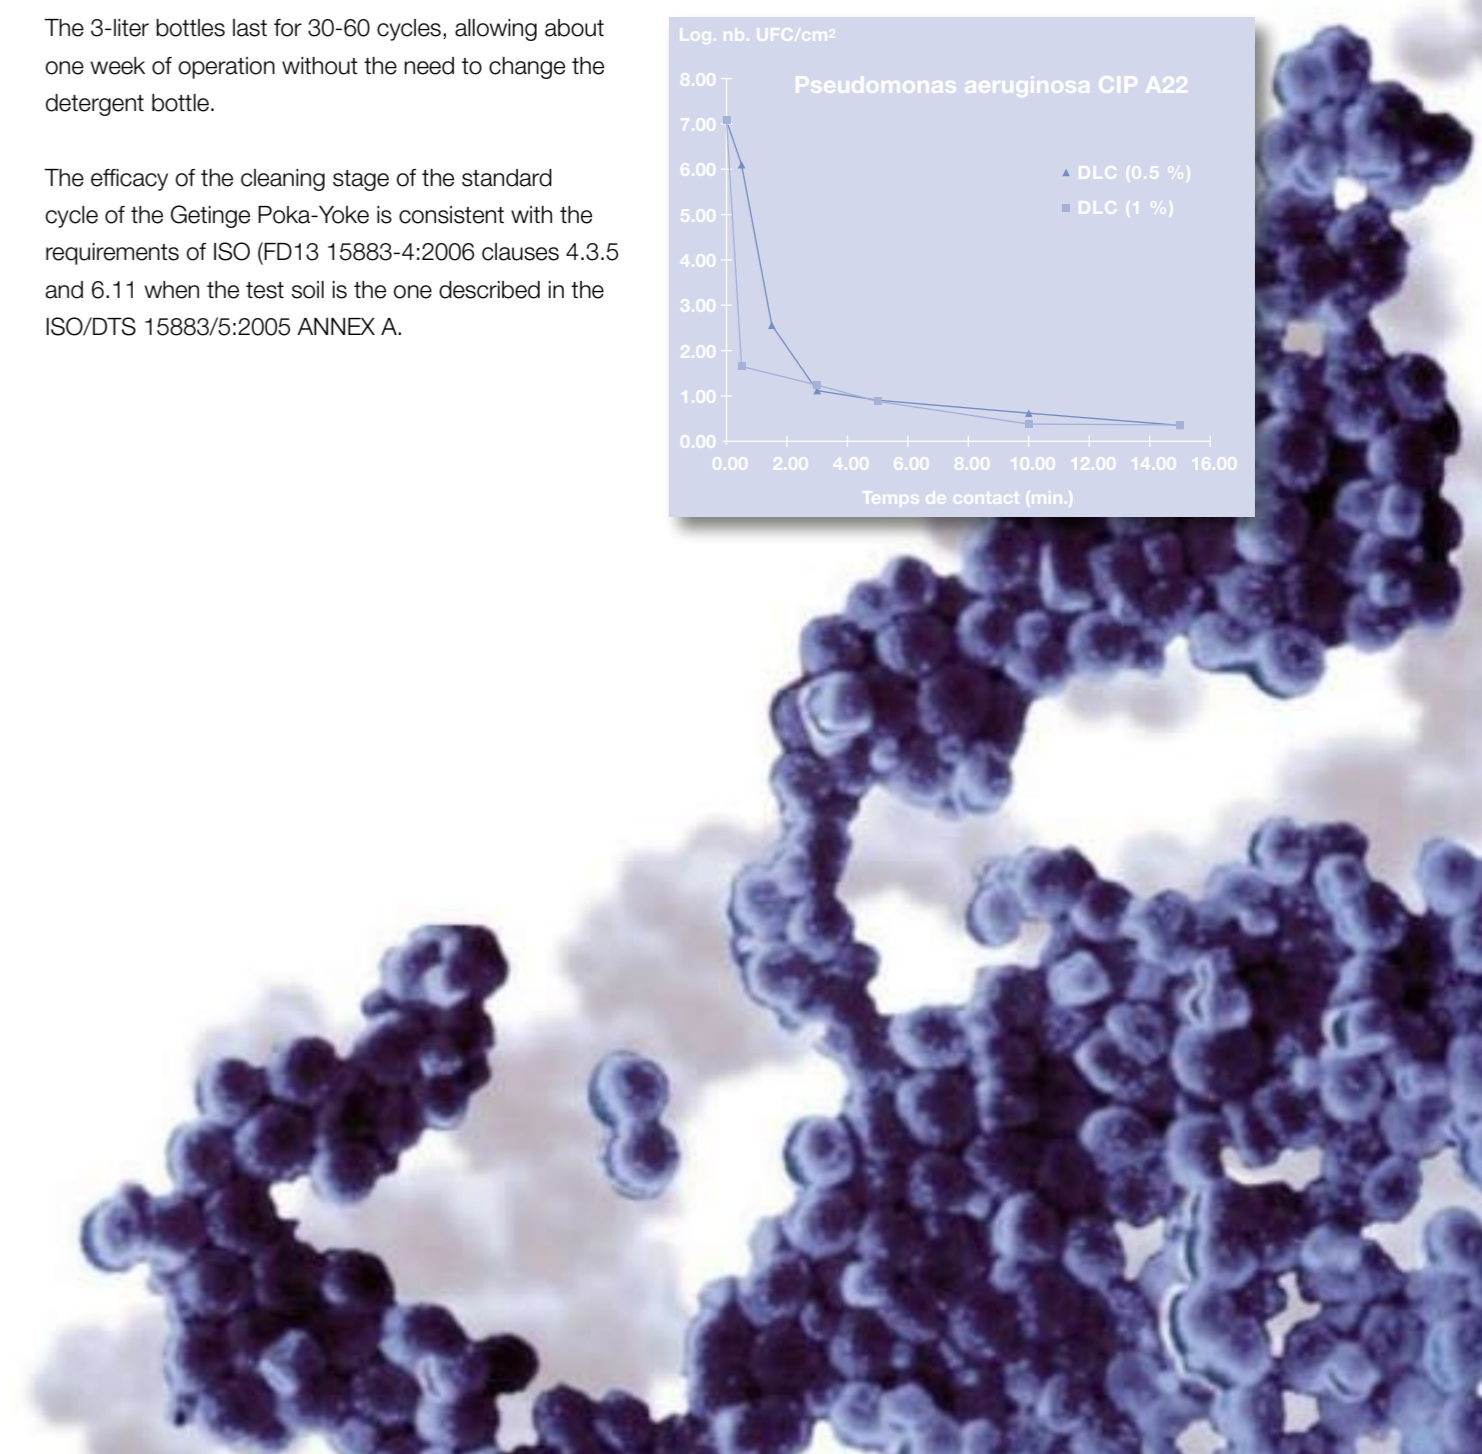 The 3-liter bottles last for 30-60 cycles, allowing about
one week of operation without the need to change the
detergent bottle.
The efficacy of the cleaning stage of the standard
cycle of the Getinge Poka-Yoke is consistent with the
requirements of ISO (FD13 15883-4:2006 clauses 4.3.5
and 6.11 when the test soil is the one described in the
ISO/DTS 15883/5:2005 ANNEX A.
Log. nb. UFC/cm²
Pseudomonas aeruginosa CIP A22
8.00
7.00
6.00
5.00
4.00
3.00
2.00
1.00
0.00
DLC (0.5 %)
DLC (1 %)
0.00 2.00 4.00 6.00 8.00 10.00 12.00 14.00 16.00
Temps de contact (min.)